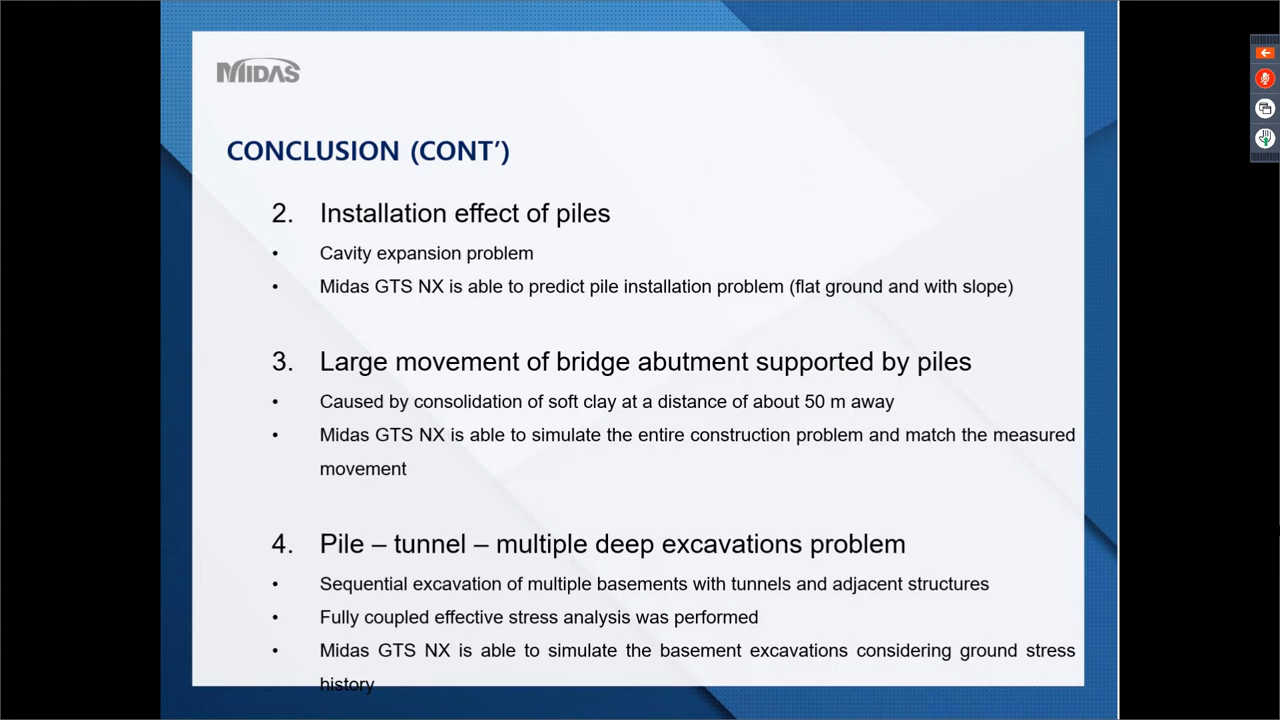 MIDAS
CONCLUSION (CONT’)
2. Installation effect of piles
• Cavity expansion problem
• Midas GTS NX is able to predict pile installation problem (flat ground and with slope)
3. Large movement of bridge abutment supported by piles
• Caused by consolidation of soft clay at a distance of about 50 m away
• Midas GTS NX is able to simulate the entire construction problem and match the measured
movement
4. Pile – tunnel – multiple deep excavations problem
• Sequential excavation of multiple basements with tunnels and adjacent structures
• Fully coupled effective stress analysis was performed
• Midas GTS NX is able to simulate the basement excavations considering ground stress
history